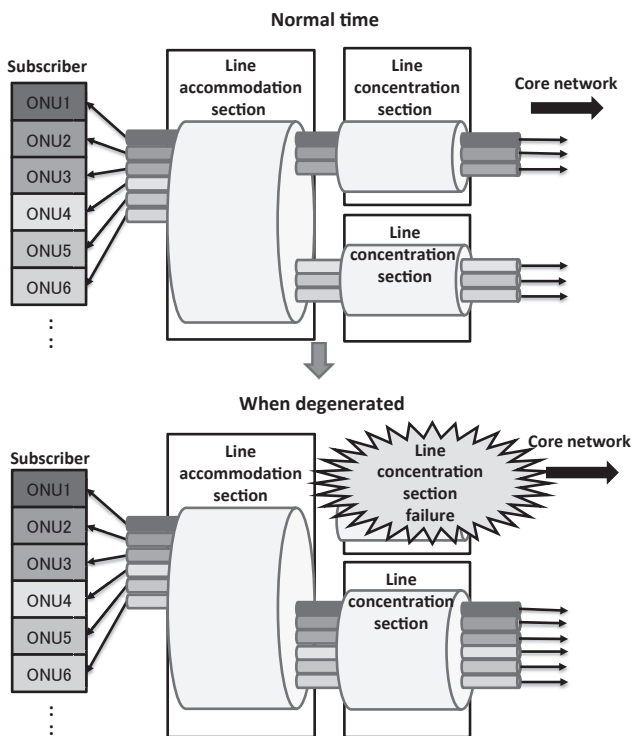 Normal time
Subscriber
Line
accommodation
section
Line
concentration
section
Core network
ONU1
ONU2
ONU3
ONU4
ONU5
ONU6
Line
concentration
section
When degenerated
Subscriber
Line
accommodation
section
Line
concentration
section
failure
Core network
ONU1
ONU2
ONU3
ONU4
ONU5
ONU6
Line
concentration
section